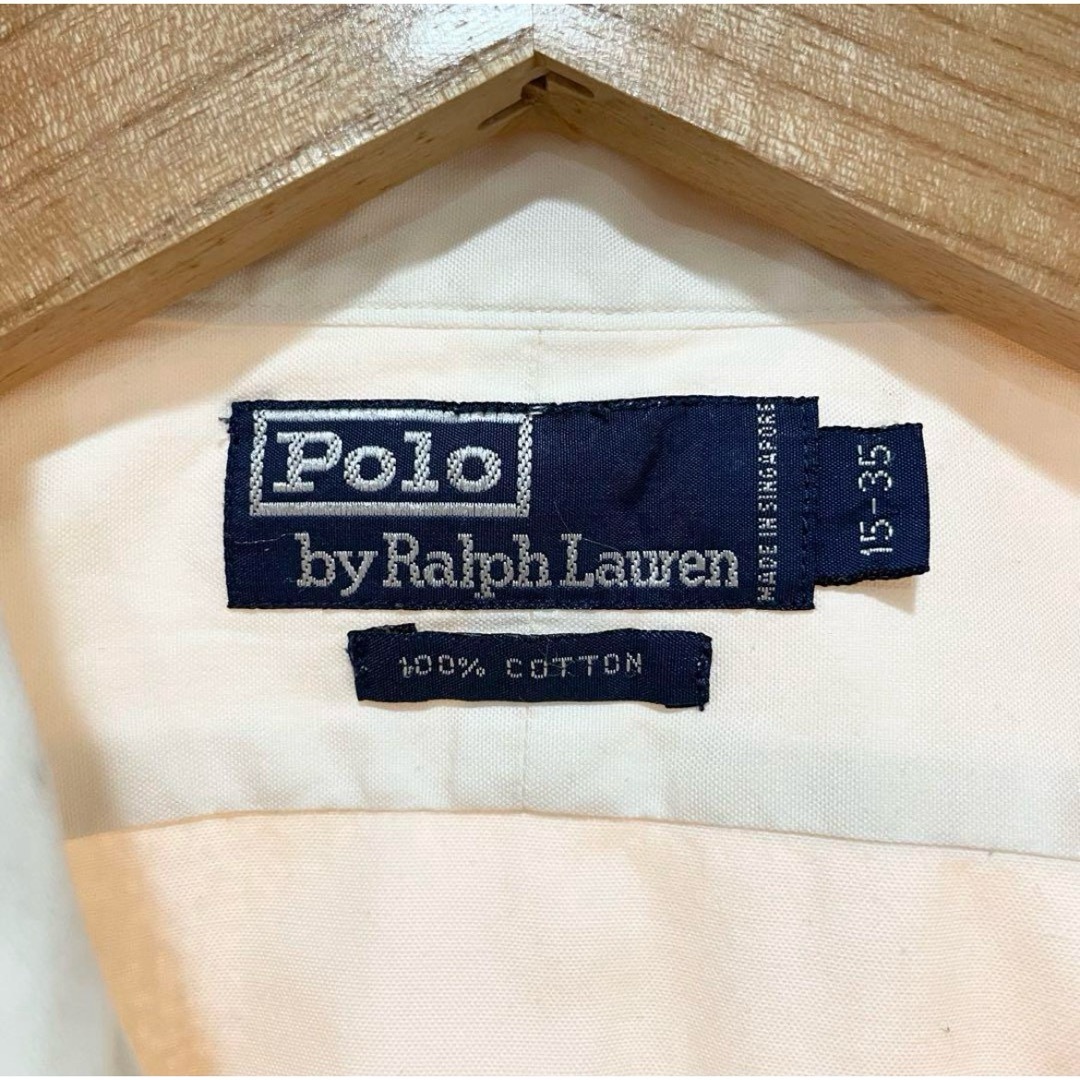 Polo
by Ralph Lauren
MADE IN SINGAPORE
15-35
100% COTTON